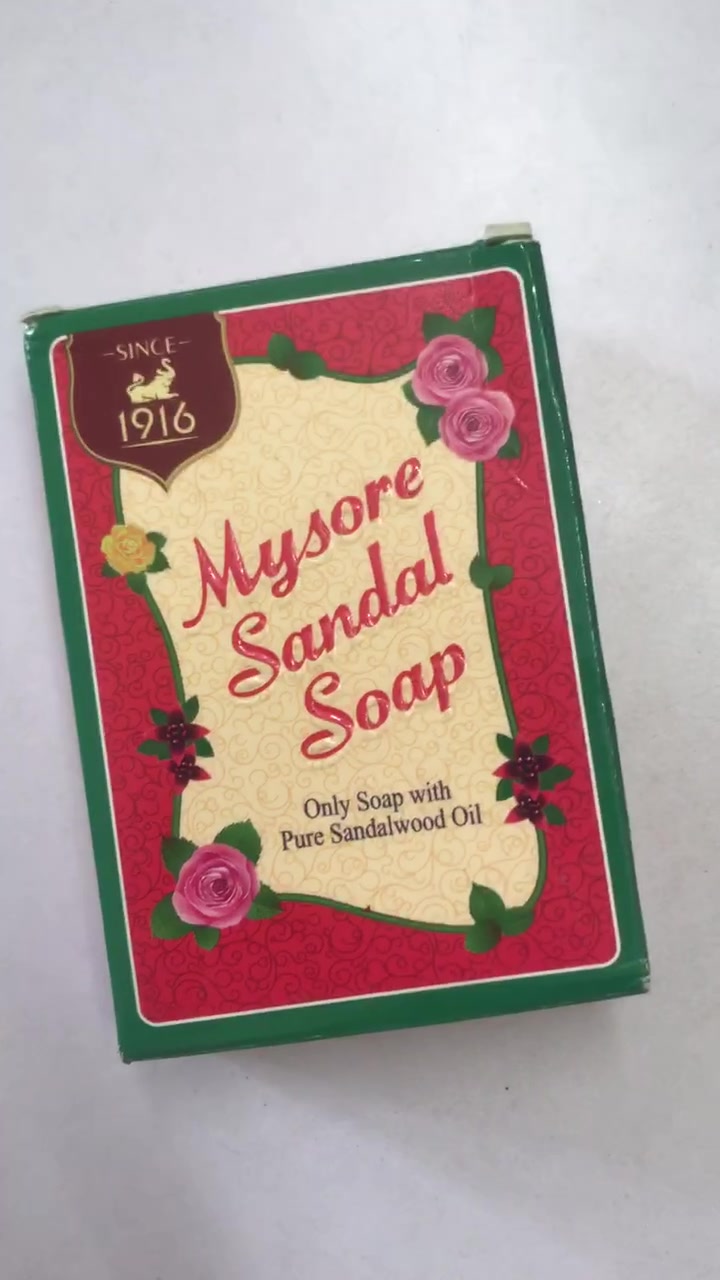 -SINCE-
1916
Mysore
Sandal
Soap
Only Soap with
Pure Sandalwood Oil